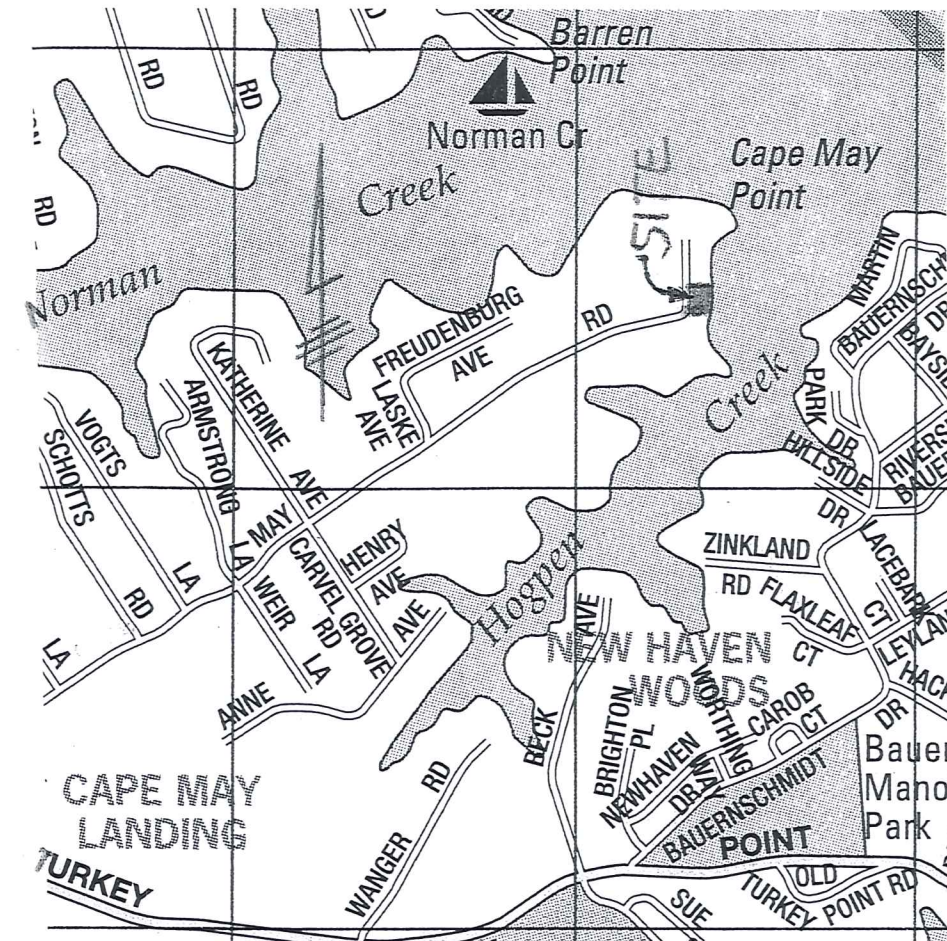 Barren
Point
RD
RD
Norman Cr
Cape May
Point
Creek
SITE
RD
Norman
MARTIN
BAUERNSCH
DR
BAYS
FREUDENBURG
AVE
RD
KATHERINE
AVE
LASKE
AVE
ARMSTRONG
LA
Creek
PARK
DR
HILLSIDE
DR
RIVERS
BAUER
VOGTS
LA
SCHOTTS
RD
MAY
CARVEL GROVE
RD
HENRY
AVE
AVE
WEIR
LA
ZINKLAND
RD
FLAXLEAF
CT
LACEBARK
CT
LEYLAN
HACK
DR
Hogpen
AVE
BECK
NEW HAVEN
WOODS
LA
ANNE
BRIGHTON
PL
WORTHING
WAY
CAROB
CT
NEWHAVEN
DR
BAUERNSCHMIDT
Bauer
Mano
Park
CAPE MAY
LANDING
RD
WANGER
POINT
TURKEY
OLD
TURKEY POINT RD
SUE